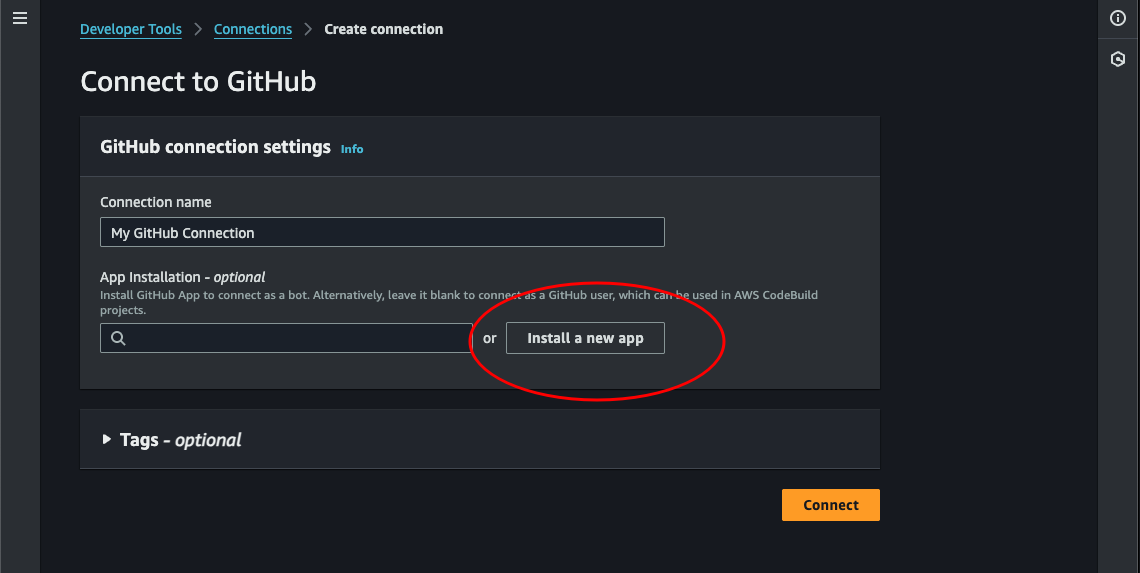 Developer Tools > Connections > Create connection
Connect to GitHub
GitHub connection settings Info
Connection name
My GitHub Connection
App Installation - optional
Install GitHub App to connect as a bot. Alternatively, leave it blank to connect as a GitHub user, which can be used in AWS CodeBuild
projects.
or Install a new app
Tags - optional
Connect